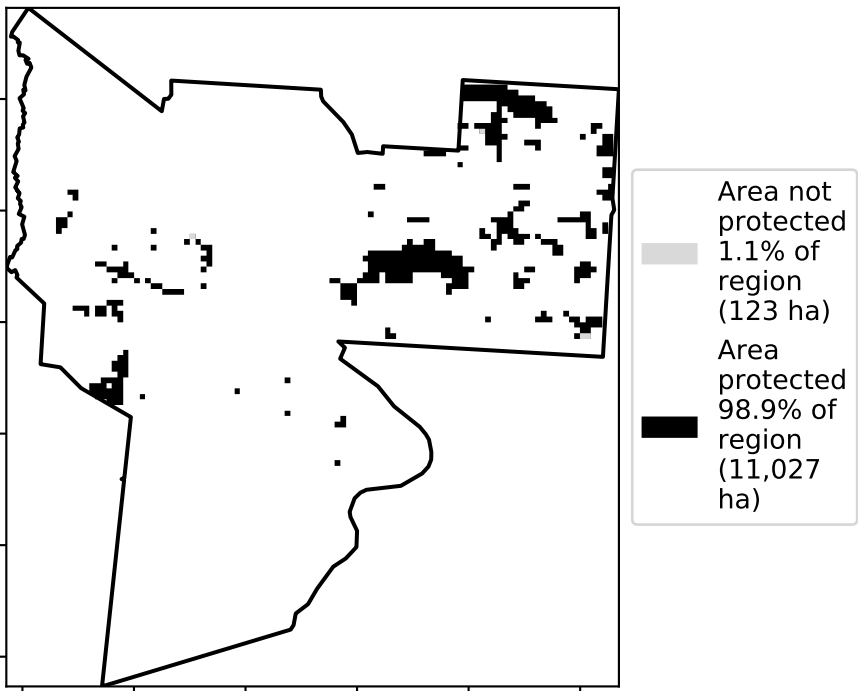 Area not
protected
1.1% of
region
(123 ha)
Area
protected
98.9% of
region
(11,027
ha)